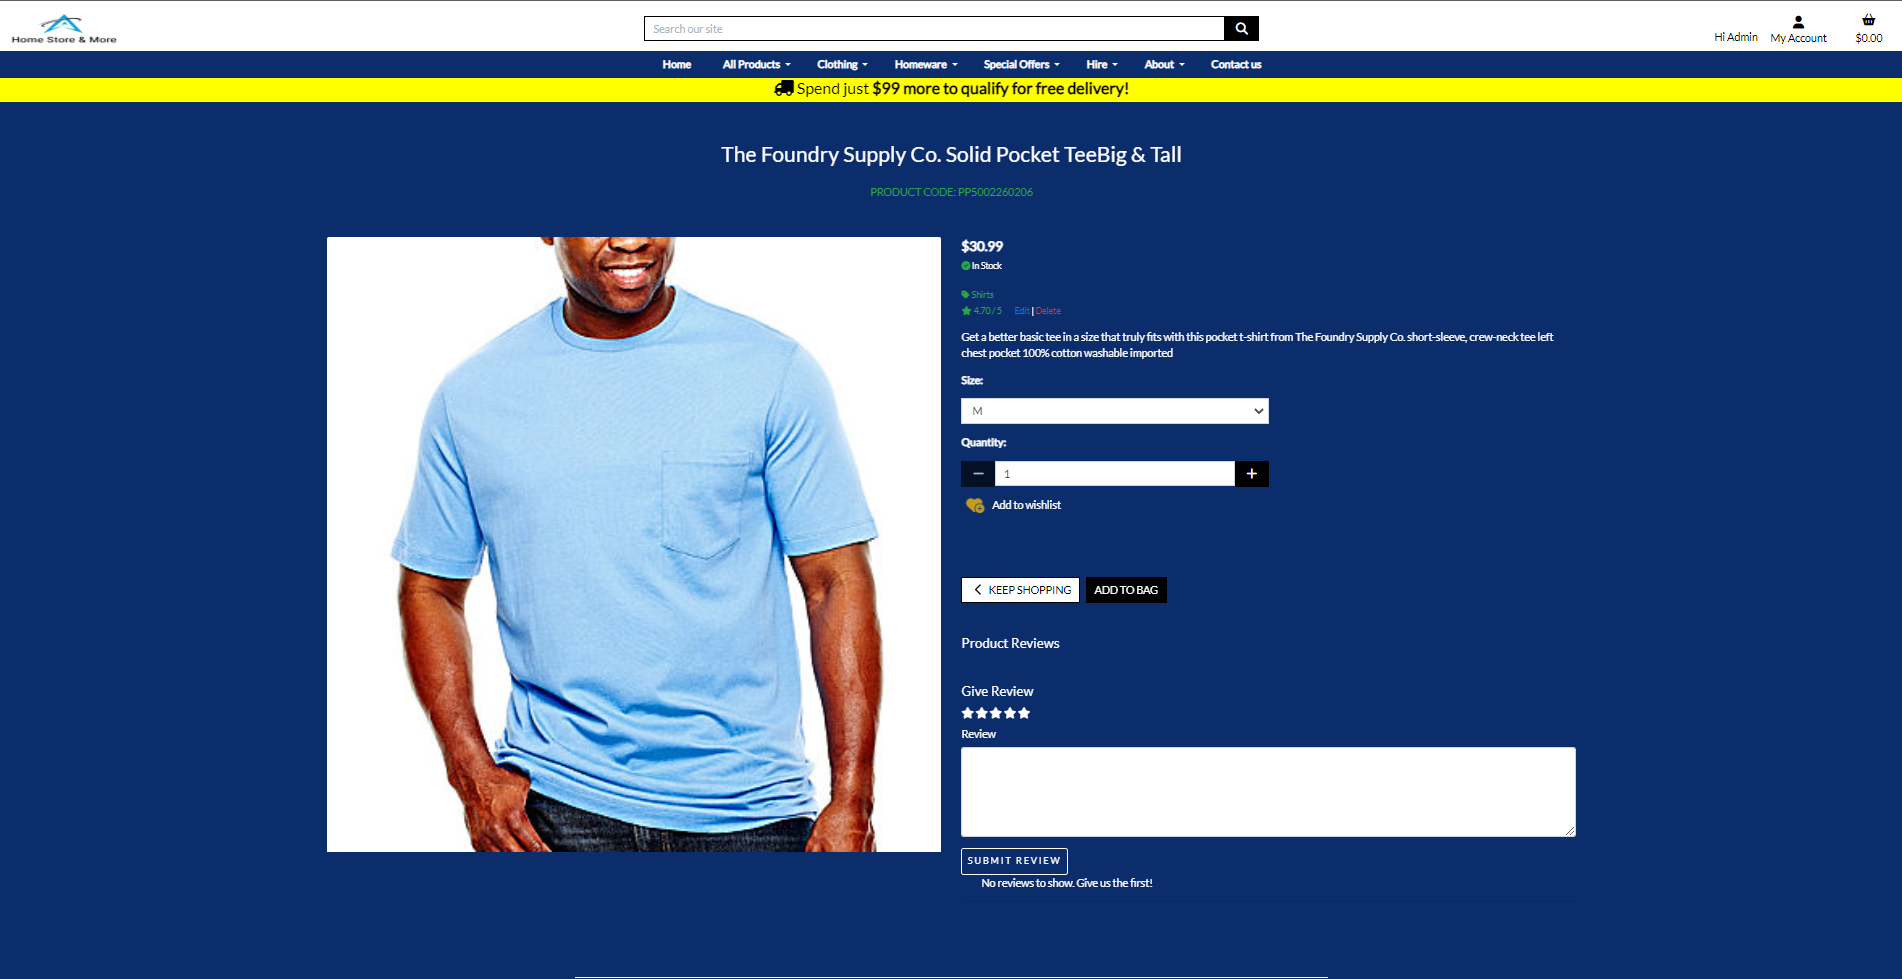 Home Store & More
Search our site
Hi Admin
My Account
$0.00
Home All Products Clothing Homeware Special Offers Hire About Contact us
Spend just $99 more to qualify for free delivery!
The Foundry Supply Co. Solid Pocket TeeBig & Tall
PRODUCT CODE: PP5002260206
$30.99
In Stock
Shirts
4.70 / 5 Edit | Delete
Get a better basic tee in a size that truly fits with this pocket t-shirt from The Foundry Supply Co. short-sleeve, crew-neck tee left
chest pocket 100% cotton washable imported
Size:
M
Quantity:
1
Add to wishlist
KEEP SHOPPING ADD TO BAG
Product Reviews
Give Review
Review
SUBMIT REVIEW
No reviews to show. Give us the first!